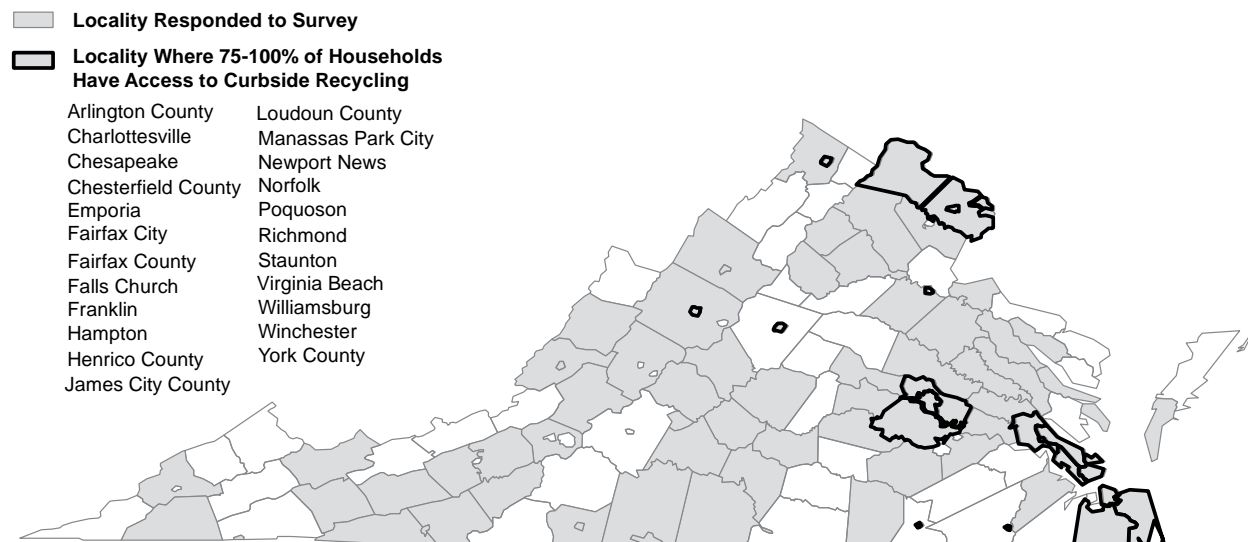 Locality Responded to Survey
Locality Where 75-100% of Households
Have Access to Curbside Recycling
Arlington County
Charlottesville
Chesapeake
Chesterfield County
Emporia
Fairfax City
Fairfax County
Falls Church
Franklin
Hampton
Henrico County
James City County
Loudoun County
Manassas Park City
Newport News
Norfolk
Poquoson
Richmond
Staunton
Virginia Beach
Williamsburg
Winchester
York County